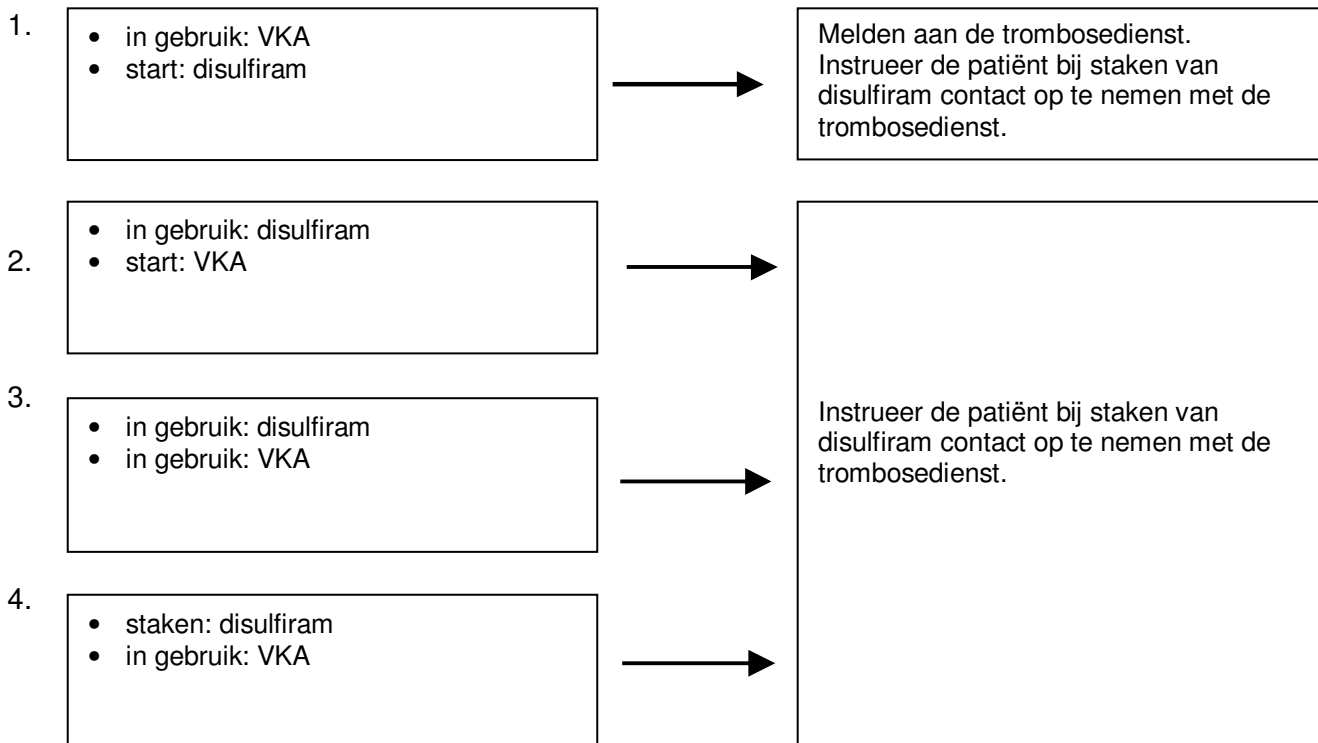 1.
• in gebruik: VKA
• start: disulfiram
Melden aan de trombosedienst.
Instrueer de patiënt bij staken van
disulfiram contact op te nemen met de
trombosedienst.
2.
• in gebruik: disulfiram
• start: VKA
3.
• in gebruik: disulfiram
• in gebruik: VKA
Instrueer de patiënt bij staken van
disulfiram contact op te nemen met de
trombosedienst.
4.
• staken: disulfiram
• in gebruik: VKA